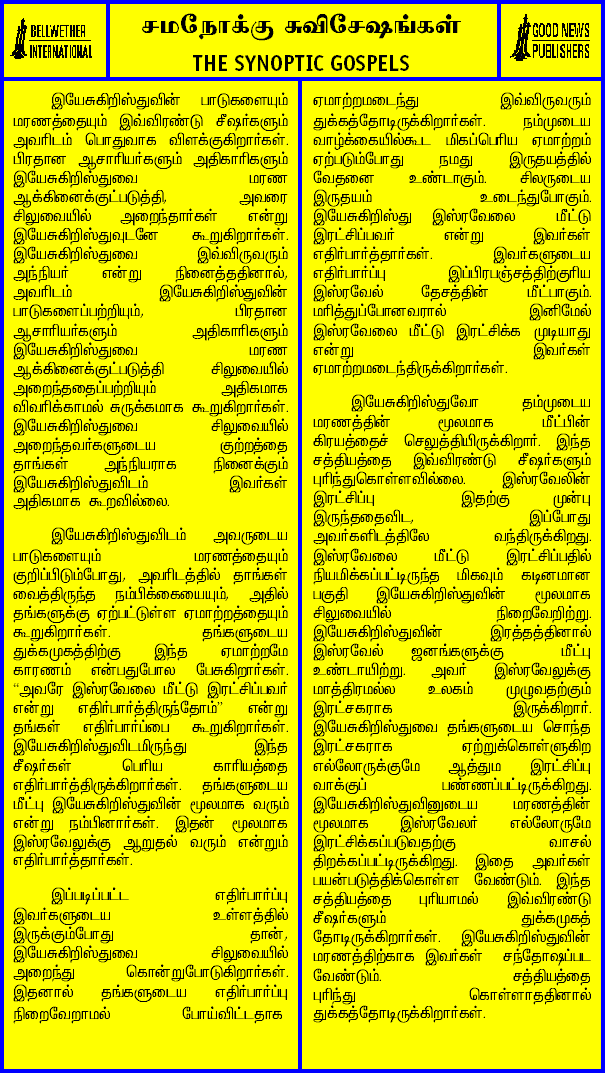 BELLWETHER
INTERNATIONAL
சமநோக்கு சுவிசேஷங்கள்
THE SYNOPTIC GOSPELS
GOOD NEWS
PUBLISHERS
இயேசுகிறிஸ்துவின் பாடுகளையும்
மரணத்தையும் இவ்விரண்டு சீஷர்களும்
அவரிடம் பொதுவாக விளக்குகிறார்கள்.
பிரதான ஆசாரியர்களும் அதிகாரிகளும்
இயேசுகிறிஸ்துவை மரண
ஆக்கினைக்குட்படுத்தி, அவரை
சிலுவையில் அறைந்தார்கள் என்று
இயேசுகிறிஸ்துவுடனே கூறுகிறார்கள்.
இயேசுகிறிஸ்துவை இவ்விருவரும்
அந்நியர் என்று நினைத்ததினால்,
அவரிடம் இயேசுகிறிஸ்துவின்
பாடுகளைப்பற்றியும், பிரதான
ஆசாரியர்களும் அதிகாரிகளும்
இயேசுகிறிஸ்துவை மரண
ஆக்கினைக்குட்படுத்தி சிலுவையில்
அறைந்ததைப்பற்றியும் அதிகமாக
விவரிக்காமல் சுருக்கமாக கூறுகிறார்கள்.
இயேசுகிறிஸ்துவை சிலுவையில்
அறைந்தவர்களுடைய குற்றத்தை
தாங்கள் அந்நியராக நினைக்கும்
இயேசுகிறிஸ்துவிடம் இவர்கள்
அதிகமாக கூறவில்லை.
இயேசுகிறிஸ்துவிடம் அவருடைய
பாடுகளையும் மரணத்தையும்
குறிப்பிடும்போது, அவரிடத்தில் தாங்கள்
வைத்திருந்த நம்பிக்கையையும், அதில்
தங்களுக்கு ஏற்பட்டுள்ள ஏமாற்றத்தையும்
கூறுகிறார்கள். தங்களுடைய
துக்கமுகத்திற்கு இந்த ஏமாற்றமே
காரணம் என்பதுபோல பேசுகிறார்கள்.
“அவரே இஸ்ரவேலை மீட்டு இரட்சிப்பவர்
என்று எதிர்பார்த்திருந்தோம்” என்று
தங்கள் எதிர்பார்ப்பை கூறுகிறார்கள்.
இயேசுகிறிஸ்துவிடமிருந்து இந்த
சீஷர்கள் பெரிய காரியத்தை
எதிர்பார்த்திருக்கிறார்கள். தங்களுடைய
மீட்பு இயேசுகிறிஸ்துவின் மூலமாக வரும்
என்று நம்பினார்கள். இதன் மூலமாக
இஸ்ரவேலுக்கு ஆறுதல் வரும் என்றும்
எதிர்பார்த்தார்கள்.
இப்படிப்பட்ட எதிர்பார்ப்பு
இவர்களுடைய உள்ளத்தில்
இருக்கும்போது தான்,
இயேசுகிறிஸ்துவை சிலுவையில்
அறைந்து கொன்றுபோடுகிறார்கள்.
இதனால் தங்களுடைய எதிர்பார்ப்பு
நிறைவேறாமல் போய்விட்டதாக
ஏமாற்றமடைந்து இவ்விருவரும்
துக்கத்தோடிருக்கிறார்கள். நம்முடைய
வாழ்க்கையில்கூட மிகப்பெரிய ஏமாற்றம்
ஏற்படும்போது நமது இருதயத்தில்
வேதனை உண்டாகும். சிலருடைய
இருதயம் உடைந்துபோகும்.
இயேசுகிறிஸ்து இஸ்ரவேலை மீட்டு
இரட்சிப்பவர் என்று இவர்கள்
எதிர்பார்த்தார்கள். இவர்களுடைய
எதிர்பார்ப்பு இப்பிரபஞ்சத்திற்குரிய
இஸ்ரவேல் தேசத்தின் மீட்பாகும்.
மரித்துப்போனவரால் இனிமேல்
இஸ்ரவேலை மீட்டு இரட்சிக்க முடியாது
என்று இவர்கள்
ஏமாற்றமடைந்திருக்கிறார்கள்.
இயேசுகிறிஸ்துவோ தம்முடைய
மரணத்தின் மூலமாக மீட்பின்
கிரயத்தைச் செலுத்தியிருக்கிறார். இந்த
சத்தியத்தை இவ்விரண்டு சீஷர்களும்
புரிந்துகொள்ளவில்லை. இஸ்ரவேலின்
இரட்சிப்பு இதற்கு முன்பு
இருந்ததைவிட, இப்போது
அவர்களிடத்திலே வந்திருக்கிறது.
இஸ்ரவேலை மீட்டு இரட்சிப்பதில்
நியமிக்கப்பட்டிருந்த மிகவும் கடினமான
பகுதி இயேசுகிறிஸ்துவின் மூலமாக
சிலுவையில் நிறைவேறிற்று.
இயேசுகிறிஸ்துவின் இரத்தத்தினால்
இஸ்ரவேல் ஜனங்களுக்கு மீட்பு
உண்டாயிற்று. அவர் இஸ்ரவேலுக்கு
மாத்திரமல்ல உலகம் முழுவதற்கும்
இரட்சகராக இருக்கிறார்.
இயேசுகிறிஸ்துவை தங்களுடைய சொந்த
இரட்சகராக ஏற்றுக்கொள்ளுகிற
எல்லோருக்குமே ஆத்தும இரட்சிப்பு
வாக்குப் பண்ணப்பட்டிருக்கிறது.
இயேசுகிறிஸ்துவினுடைய மரணத்தின்
மூலமாக இஸ்ரவேலர் எல்லோருமே
இரட்சிக்கப்படுவதற்கு வாசல்
திறக்கப்பட்டிருக்கிறது. இதை அவர்கள்
பயன்படுத்திக்கொள்ள வேண்டும். இந்த
சத்தியத்தை புரியாமல் இவ்விரண்டு
சீஷர்களும் துக்கமுகத்
தோடிருக்கிறார்கள். இயேசுகிறிஸ்துவின்
மரணத்திற்காக இவர்கள் சந்தோஷப்பட
வேண்டும். சத்தியத்தை
புரிந்து கொள்ளாததினால்
துக்கத்தோடிருக்கிறார்கள்.